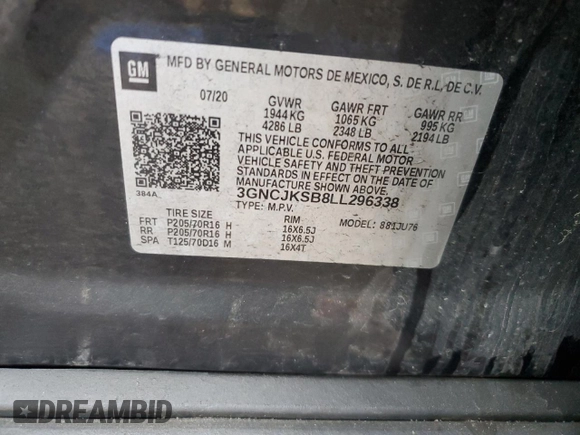 GM
MFD BY GENERAL MOTORS DE MEXICO, S. DE R.L. DE C.V.
07/20 GVWR GAWR FRT GAWR RR
1944 KG 1065 KG 995 KG
4286 LB 2348 LB 2194 LB
THIS VEHICLE CONFORMS TO ALL
APPLICABLE U.S. FEDERAL MOTOR
VEHICLE SAFETY AND THEFT PREVENTION
STANDARDS IN EFFECT ON THE DATE OF
MANUFACTURE SHOWN ABOVE.
384A 3GNCJKSB8LL296338
TYPE: M.P.V.
TIRE SIZE RIM MODEL: 881JU76
FRT P205/70R16 H 16X6.5J
RR P205/70R16 H 16X6.5J
SPA T125/70D16 M 16X4T
DREAMBID